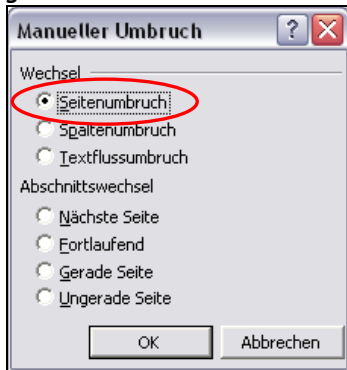 Manueller Umbruch
Wechsel
Seitenumbruch
Spaltenumbruch
Textflussumbruch
Abschnittswechsel
Nächste Seite
Fortlaufend
Gerade Seite
Ungerade Seite
OK Abbrechen